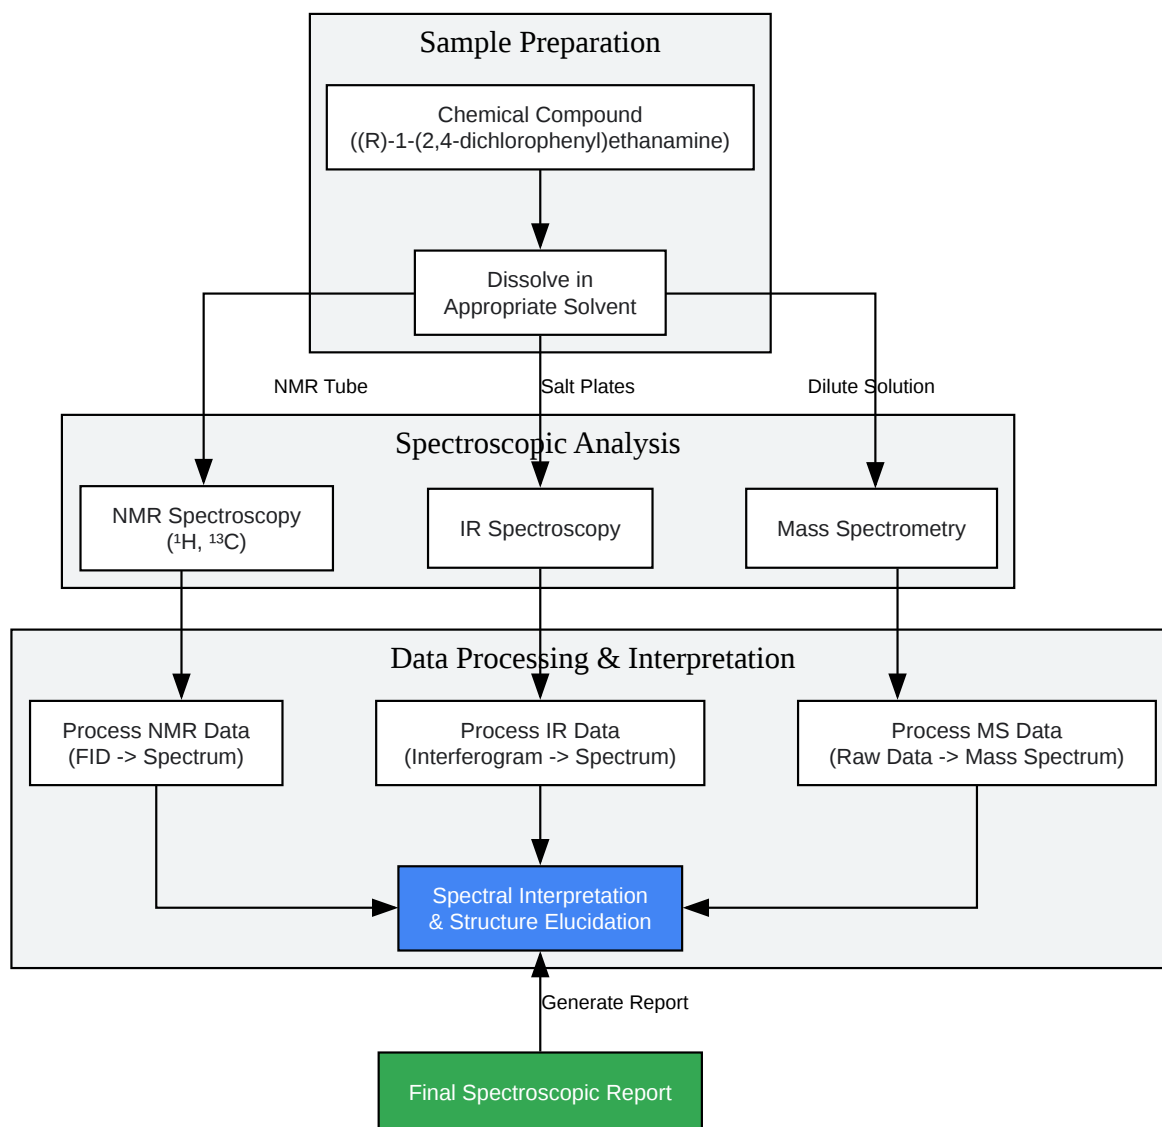 Sample Preparation
Chemical Compound
((R)-1-(2,4-dichlorophenyl)ethanamine)
Dissolve in
Appropriate Solvent
NMR Tube
Salt Plates
Dilute Solution
Spectroscopic Analysis
NMR Spectroscopy
(¹H, ¹³C)
IR Spectroscopy
Mass Spectrometry
Data Processing & Interpretation
Process NMR Data
(FID -> Spectrum)
Process IR Data
(Interferogram -> Spectrum)
Process MS Data
(Raw Data -> Mass Spectrum)
Spectral Interpretation
& Structure Elucidation
Generate Report
Final Spectroscopic Report